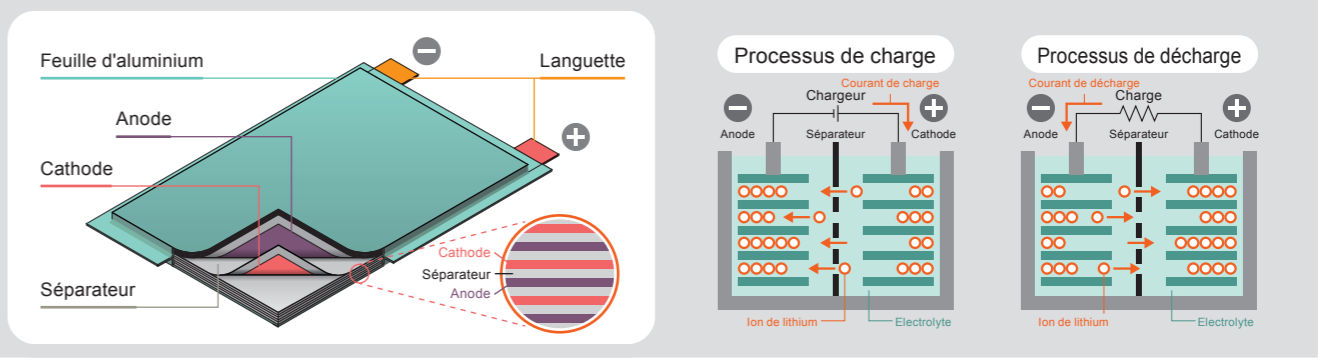 Feuille d'aluminium
Languette
Anode
Cathode
Séparateur
Cathode
Séparateur
Anode
Processus de charge
Courant de charge
Chargeur
Anode
Séparateur
Cathode
Ion de lithium
Electrolyte
Processus de décharge
Courant de décharge
Charge
Anode
Séparateur
Cathode
Ion de lithium
Electrolyte